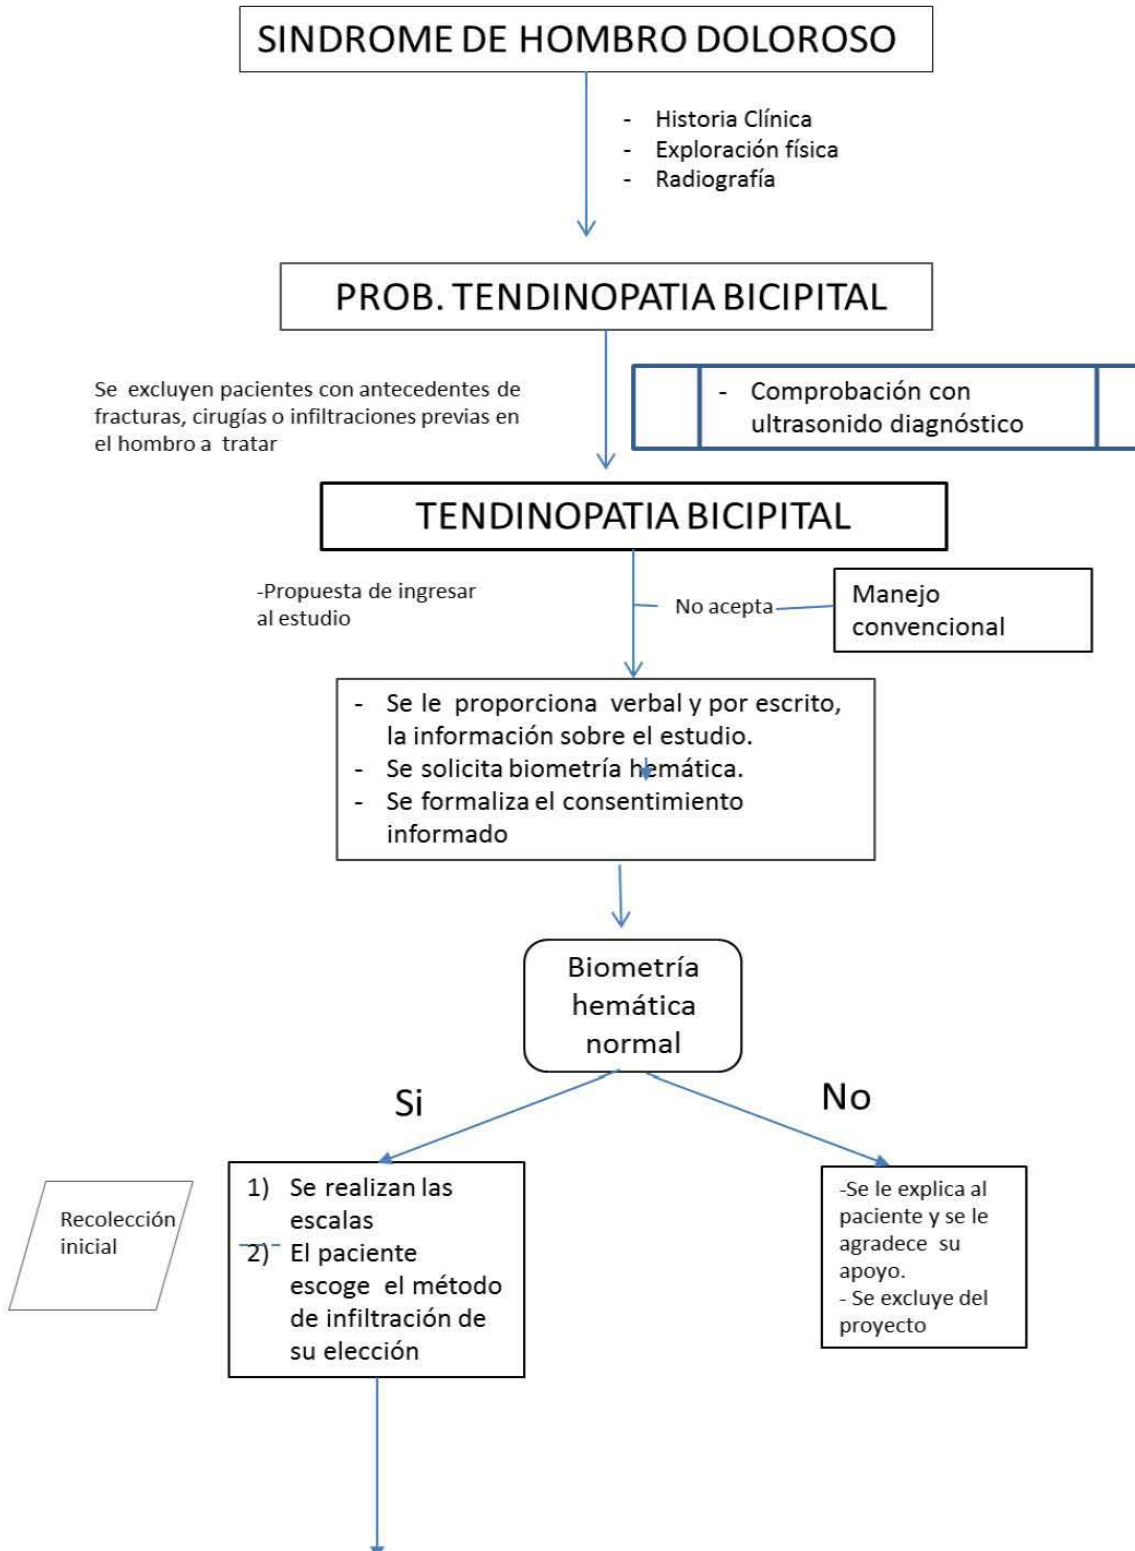 SINDROME DE HOMBRO DOLOROSO
- Historia Clínica
- Exploración física
- Radiografía
PROB. TENDINOPATIA BICIPITAL
Se excluyen pacientes con antecedentes de
fracturas, cirugías o infiltraciones previas en
el hombro a tratar
- Comprobación con
ultrasonido diagnóstico
TENDINOPATIA BICIPITAL
-Propuesta de ingresar
al estudio
No acepta
Manejo
convencional
- Se le proporciona verbal y por escrito,
la información sobre el estudio.
- Se solicita biometría hemática.
- Se formaliza el consentimiento
informado
Biometría
hemática
normal
Si
No
Recolección
inicial
1) Se realizan las
escalas
2) El paciente
escoge el método
de infiltración de
su elección
-Se le explica al
paciente y se le
agradece su
apoyo.
- Se excluye del
proyecto